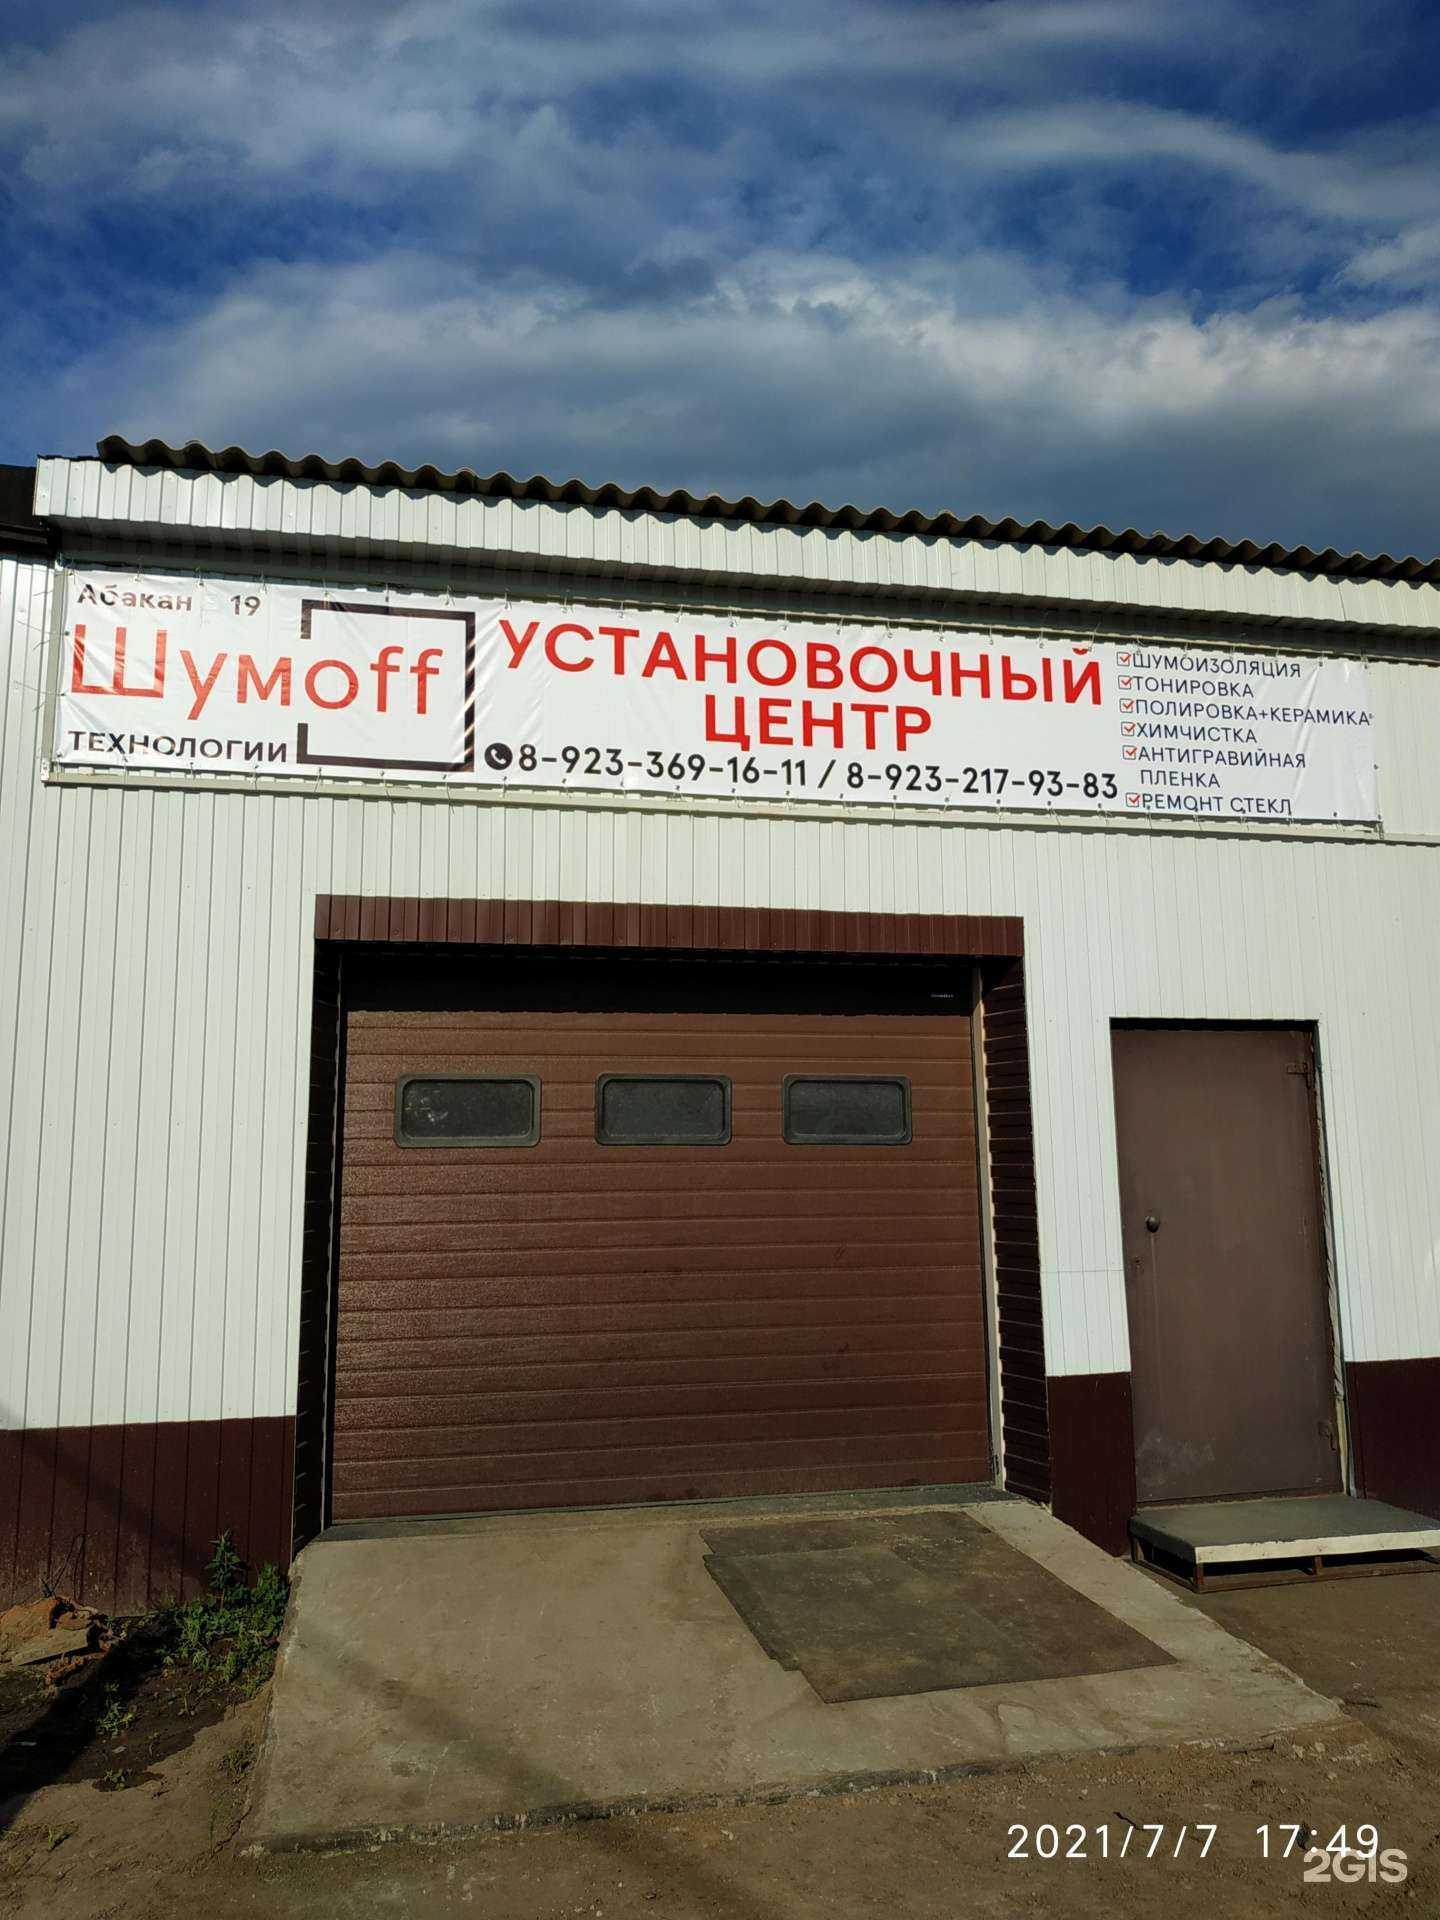 Абакан 19
Шумоff
ТЕХНОЛОГИИ
УСТАНОВОЧНЫЙ
ЦЕНТР
8-923-369-16-11 / 8-923-217-93-83
ШУМОИЗОЛЯЦИЯ
ТОНИРОВКА
ПОЛИРОВКА+КЕРАМИКА
ХИМЧИСТКА
АНТИГРАВИЙНАЯ
ПЛЕНКА
РЕМОНТ СТЕКЛ
2021/7/7 17:49
2GIS